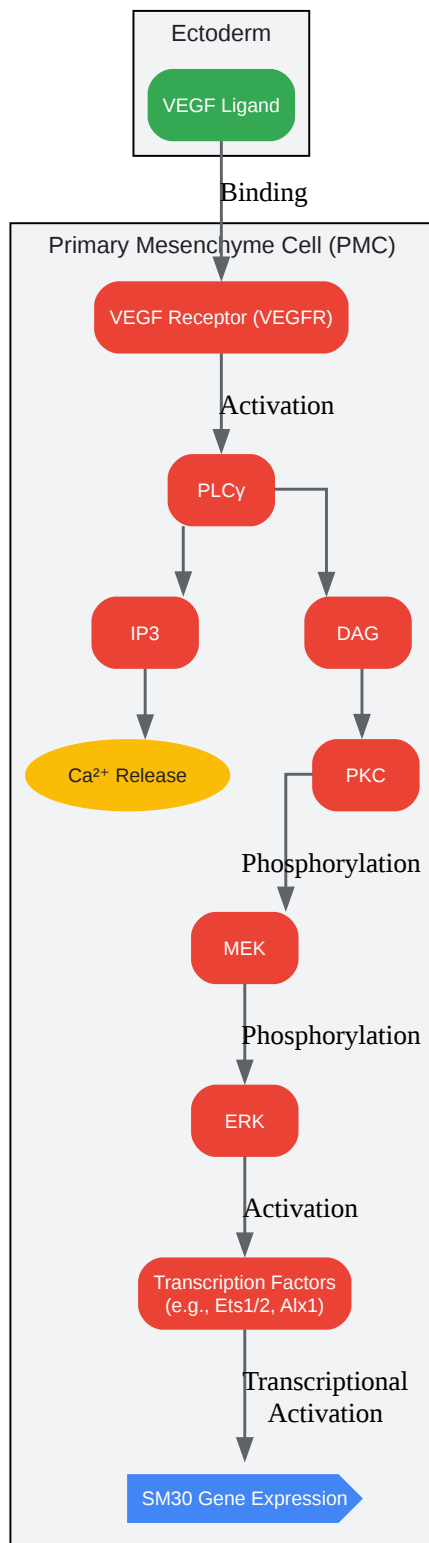 Ectoderm
VEGF Ligand
Binding
Primary Mesenchyme Cell (PMC)
VEGF Receptor (VEGFR)
Activation
PLCγ
IP3
DAG
Ca²⁺ Release
PKC
Phosphorylation
MEK
Phosphorylation
ERK
Activation
Transcription Factors
(e.g., Ets1/2, Alx1)
Transcriptional
Activation
SM30 Gene Expression